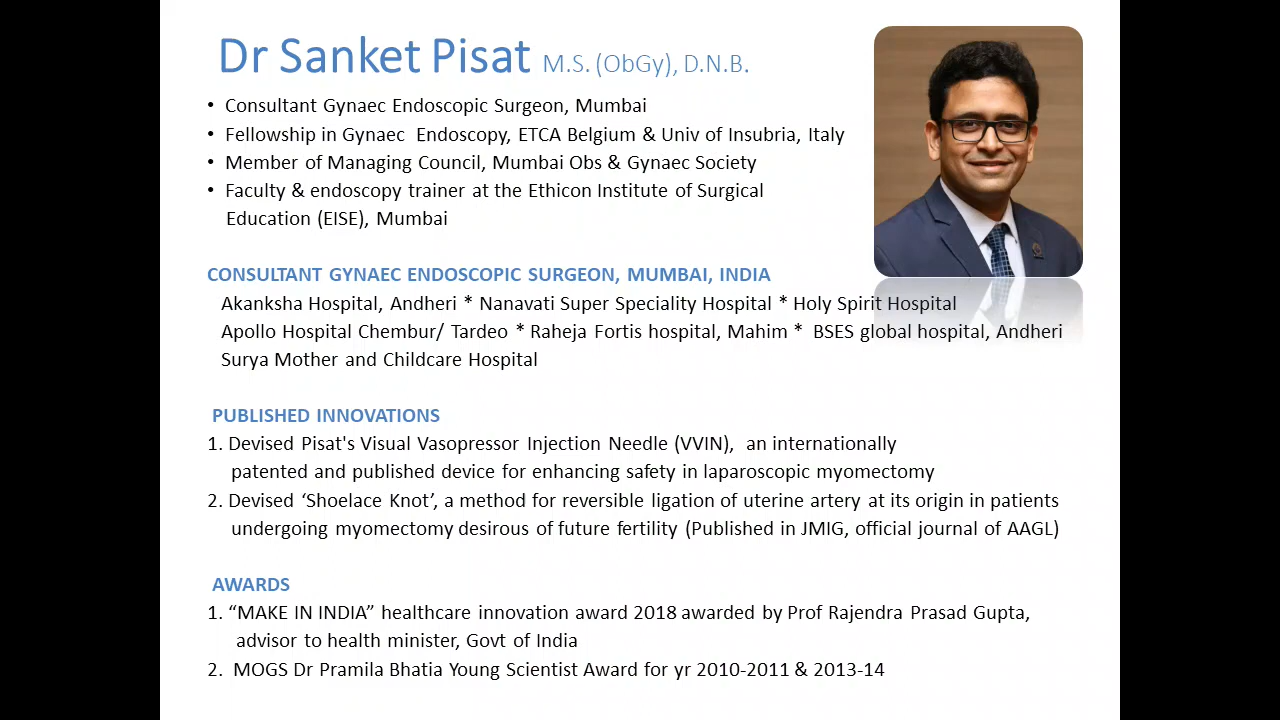 Dr Sanket Pisat M.S. (ObGy), D.N.B.
• Consultant Gynaec Endoscopic Surgeon, Mumbai
• Fellowship in Gynaec Endoscopy, ETCA Belgium & Univ of Insubria, Italy
• Member of Managing Council, Mumbai Obs & Gynaec Society
• Faculty & endoscopy trainer at the Ethicon Institute of Surgical
Education (EISE), Mumbai
CONSULTANT GYNAEC ENDOSCOPIC SURGEON, MUMBAI, INDIA
Akanksha Hospital, Andheri * Nanavati Super Speciality Hospital * Holy Spirit Hospital
Apollo Hospital Chembur/ Tardeo * Raheja Fortis hospital, Mahim * BSES global hospital, Andheri
Surya Mother and Childcare Hospital
PUBLISHED INNOVATIONS
1. Devised Pisat's Visual Vasopressor Injection Needle (VVIN), an internationally
patented and published device for enhancing safety in laparoscopic myomectomy
2. Devised ‘Shoelace Knot’, a method for reversible ligation of uterine artery at its origin in patients
undergoing myomectomy desirous of future fertility (Published in JMIG, official journal of AAGL)
AWARDS
1. “MAKE IN INDIA” healthcare innovation award 2018 awarded by Prof Rajendra Prasad Gupta,
advisor to health minister, Govt of India
2. MOGS Dr Pramila Bhatia Young Scientist Award for yr 2010-2011 & 2013-14